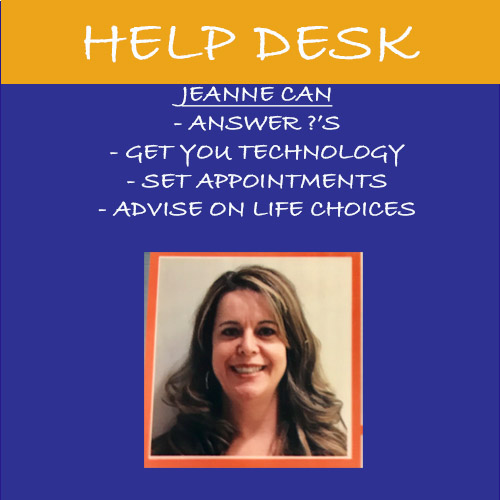 HELP DESK
JEANNE CAN
- ANSWER ?'S
- GET YOU TECHNOLOGY
- SET APPOINTMENTS
- ADVISE ON LIFE CHOICES